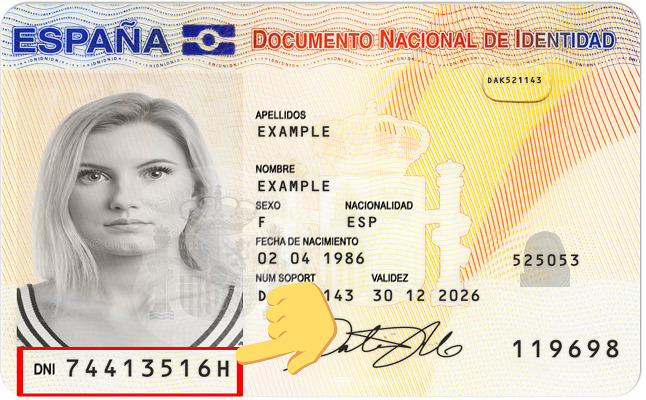 ESPAÑA DOCUMENTO NACIONAL DE IDENTIDAD
DAK521143
APELLIDOS
EXAMPLE
NOMBRE
EXAMPLE
SEXO NACIONALIDAD
F ESP
FECHA DE NACIMIENTO
02 04 1986
525053
NUM SOPORT VALIDEZ
D 143 30 12 2026
119698
DNI 74413516H